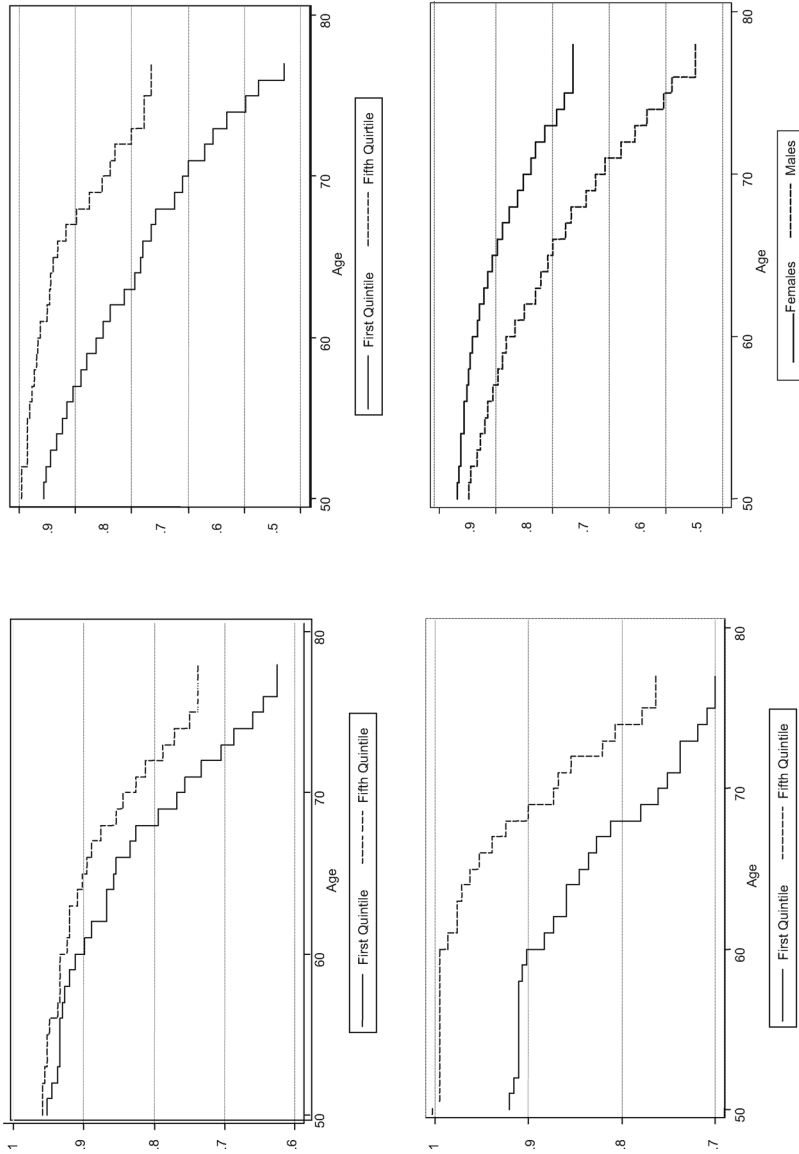 1
.9
.8
.7
.6
50 60 70 80
Age
First Quintile Fifth Quintile
.9
.8
.7
.6
.5
50 60 70 80
Age
First Quintile Fifth Quirtile
1
.9
.8
.7
50 60 70 80
Age
First Quintile Fifth Quintile
.9
.8
.7
.6
.5
50 60 70 80
Age
Females Males